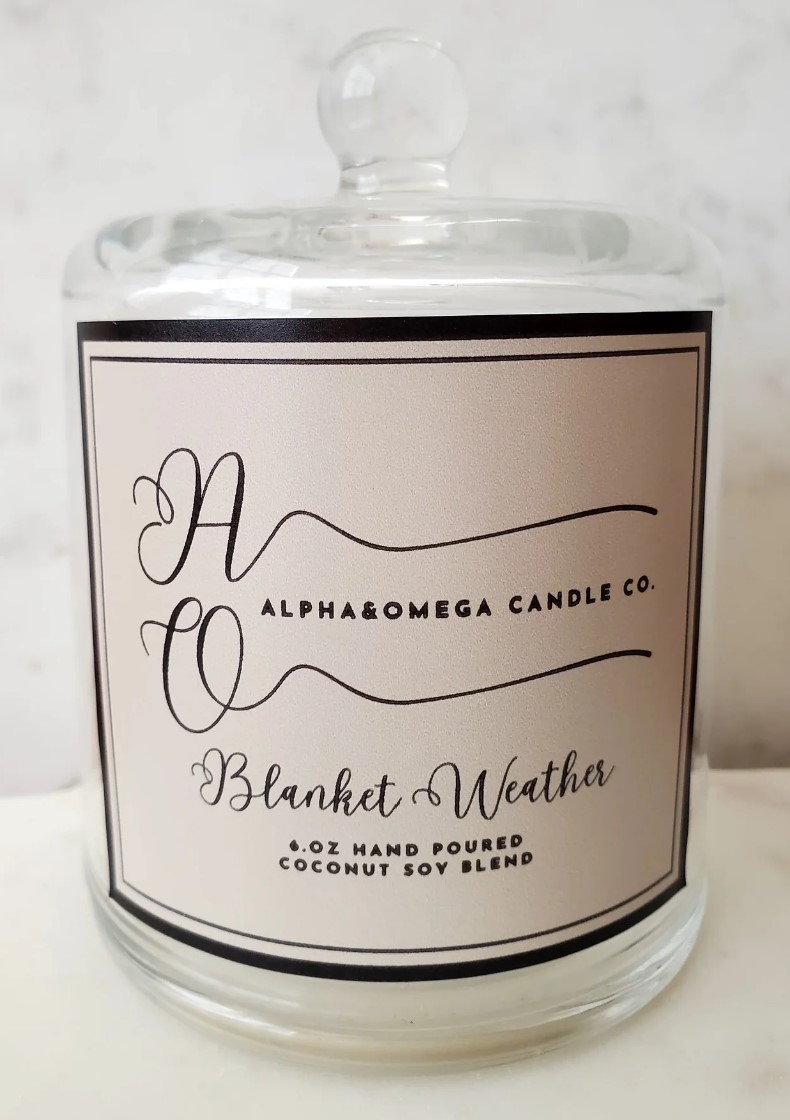 A
ALPHA&OMEGA CANDLE CO.
O
Blanket Weather
6.OZ HAND POURED
COCONUT SOY BLEND